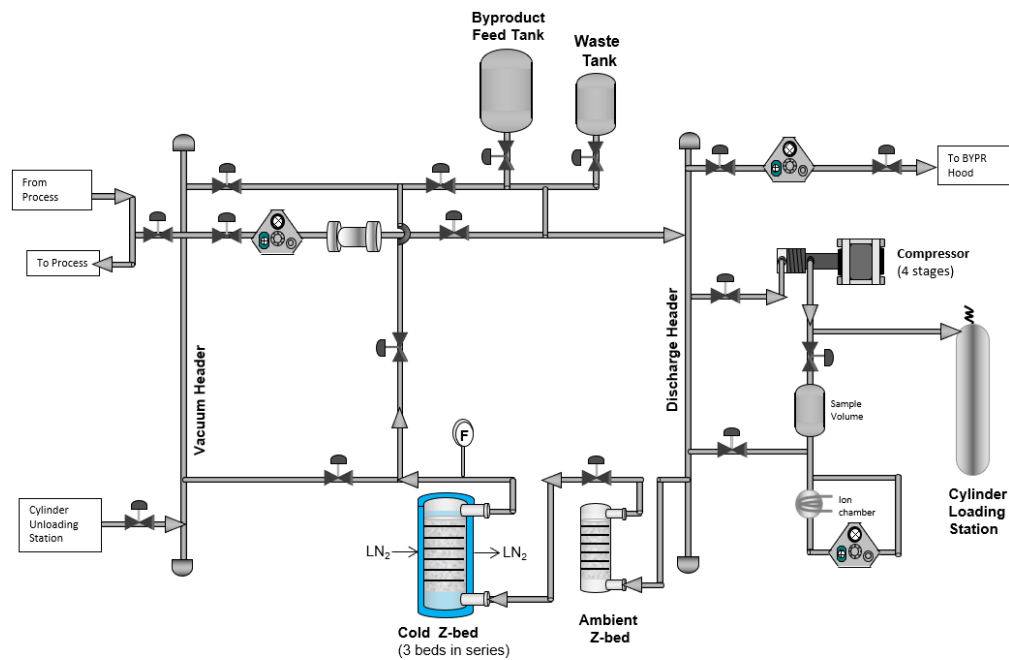 Byproduct
Feed Tank
Waste
Tank
From
Process
To Process
To BYPR
Hood
Compressor
(4 stages)
Vacuum Header
Discharge Header
Sample
Volume
F
Cylinder
Unloading
Station
LN₂
LN₂
Ion
chamber
Cylinder
Loading
Station
Cold Z-bed
(3 beds in series)
Ambient
Z-bed